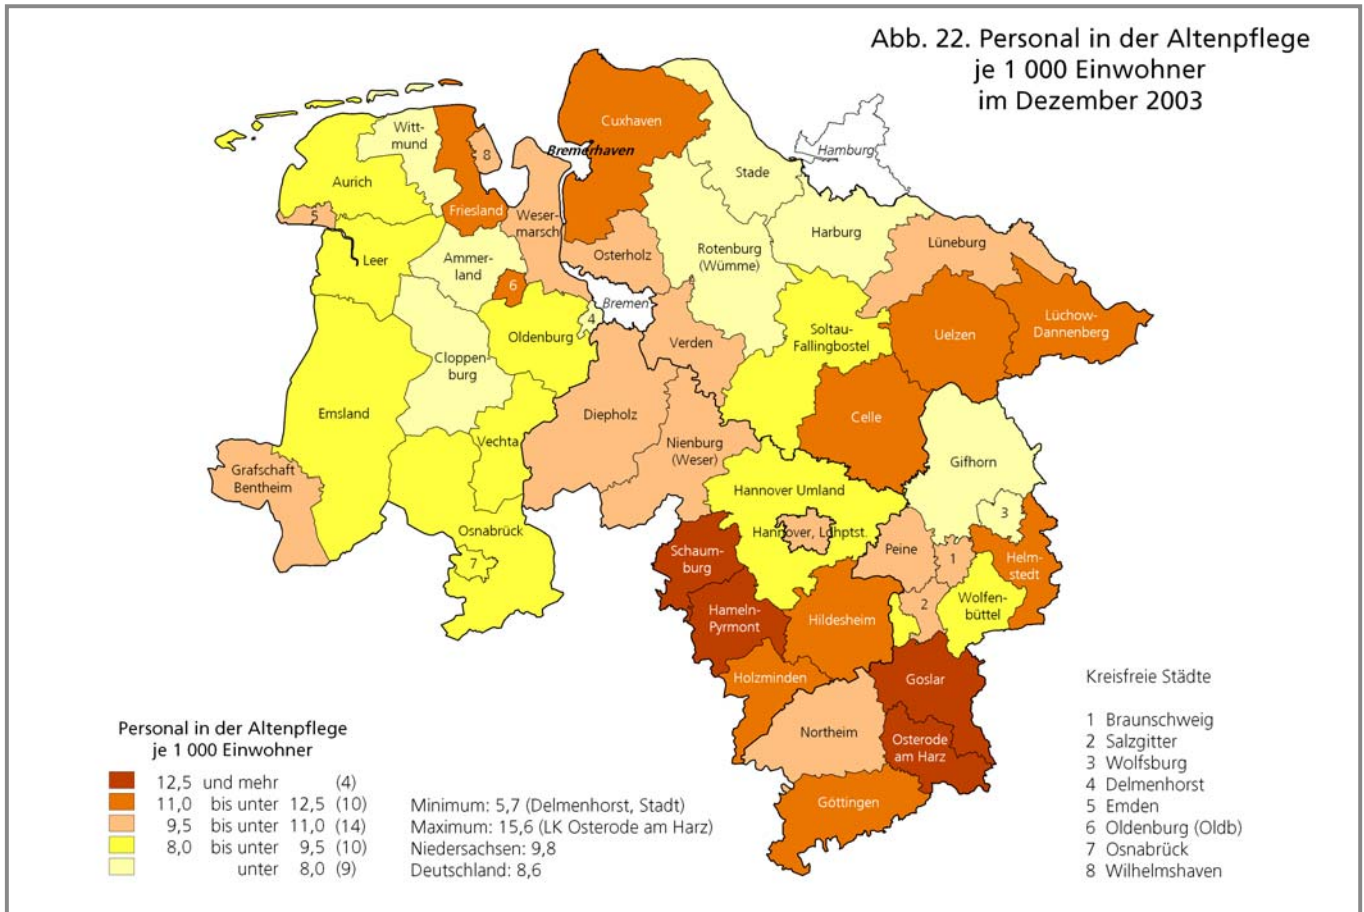 Abb. 22. Personal in der Altenpflege
je 1 000 Einwohner
im Dezember 2003
Cuxhaven
Bremerhaven
Hamburg
Witt-
mund
8
Stade
Aurich
Friesland
5
Weser-
marsch
Harburg
Lüneburg
Osterholz
Rotenburg
(Wümme)
Leer
Ammer-
land
6
Bremen
4
Oldenburg
Soltau-
Fallingbostel
Uelzen
Lüchow-
Dannenberg
Verden
Cloppen-
burg
Emsland
Diepholz
Celle
Vechta
Nienburg
(Weser)
Gifhorn
Grafschaft
Bentheim
Hannover Umland
3
Osnabrück
Hannover, Ldhptst.
7
Schaum-
burg
Peine
1
Helm-
stedt
2
Wolfen-
büttel
Hameln-
Pyrmont
Hildesheim
Holzminden
Goslar
Northeim
Osterode
am Harz
Göttingen
Personal in der Altenpflege
je 1 000 Einwohner
12,5 und mehr (4)
11,0 bis unter 12,5 (10)
9,5 bis unter 11,0 (14)
8,0 bis unter 9,5 (10)
unter 8,0 (9)
Minimum: 5,7 (Delmenhorst, Stadt)
Maximum: 15,6 (LK Osterode am Harz)
Niedersachsen: 9,8
Deutschland: 8,6
Kreisfreie Städte
1 Braunschweig
2 Salzgitter
3 Wolfsburg
4 Delmenhorst
5 Emden
6 Oldenburg (Oldb)
7 Osnabrück
8 Wilhelmshaven